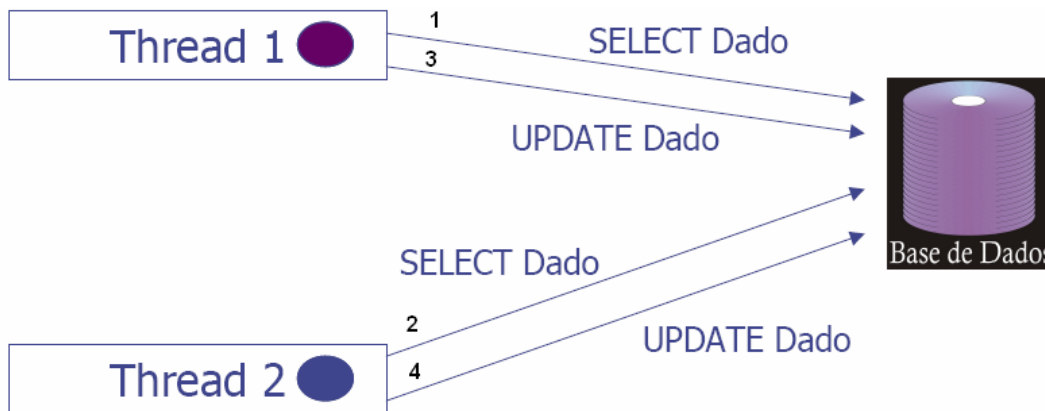 Thread 1
1
SELECT Dado
3
UPDATE Dado
Base de Dados
SELECT Dado
2
UPDATE Dado
4
Thread 2